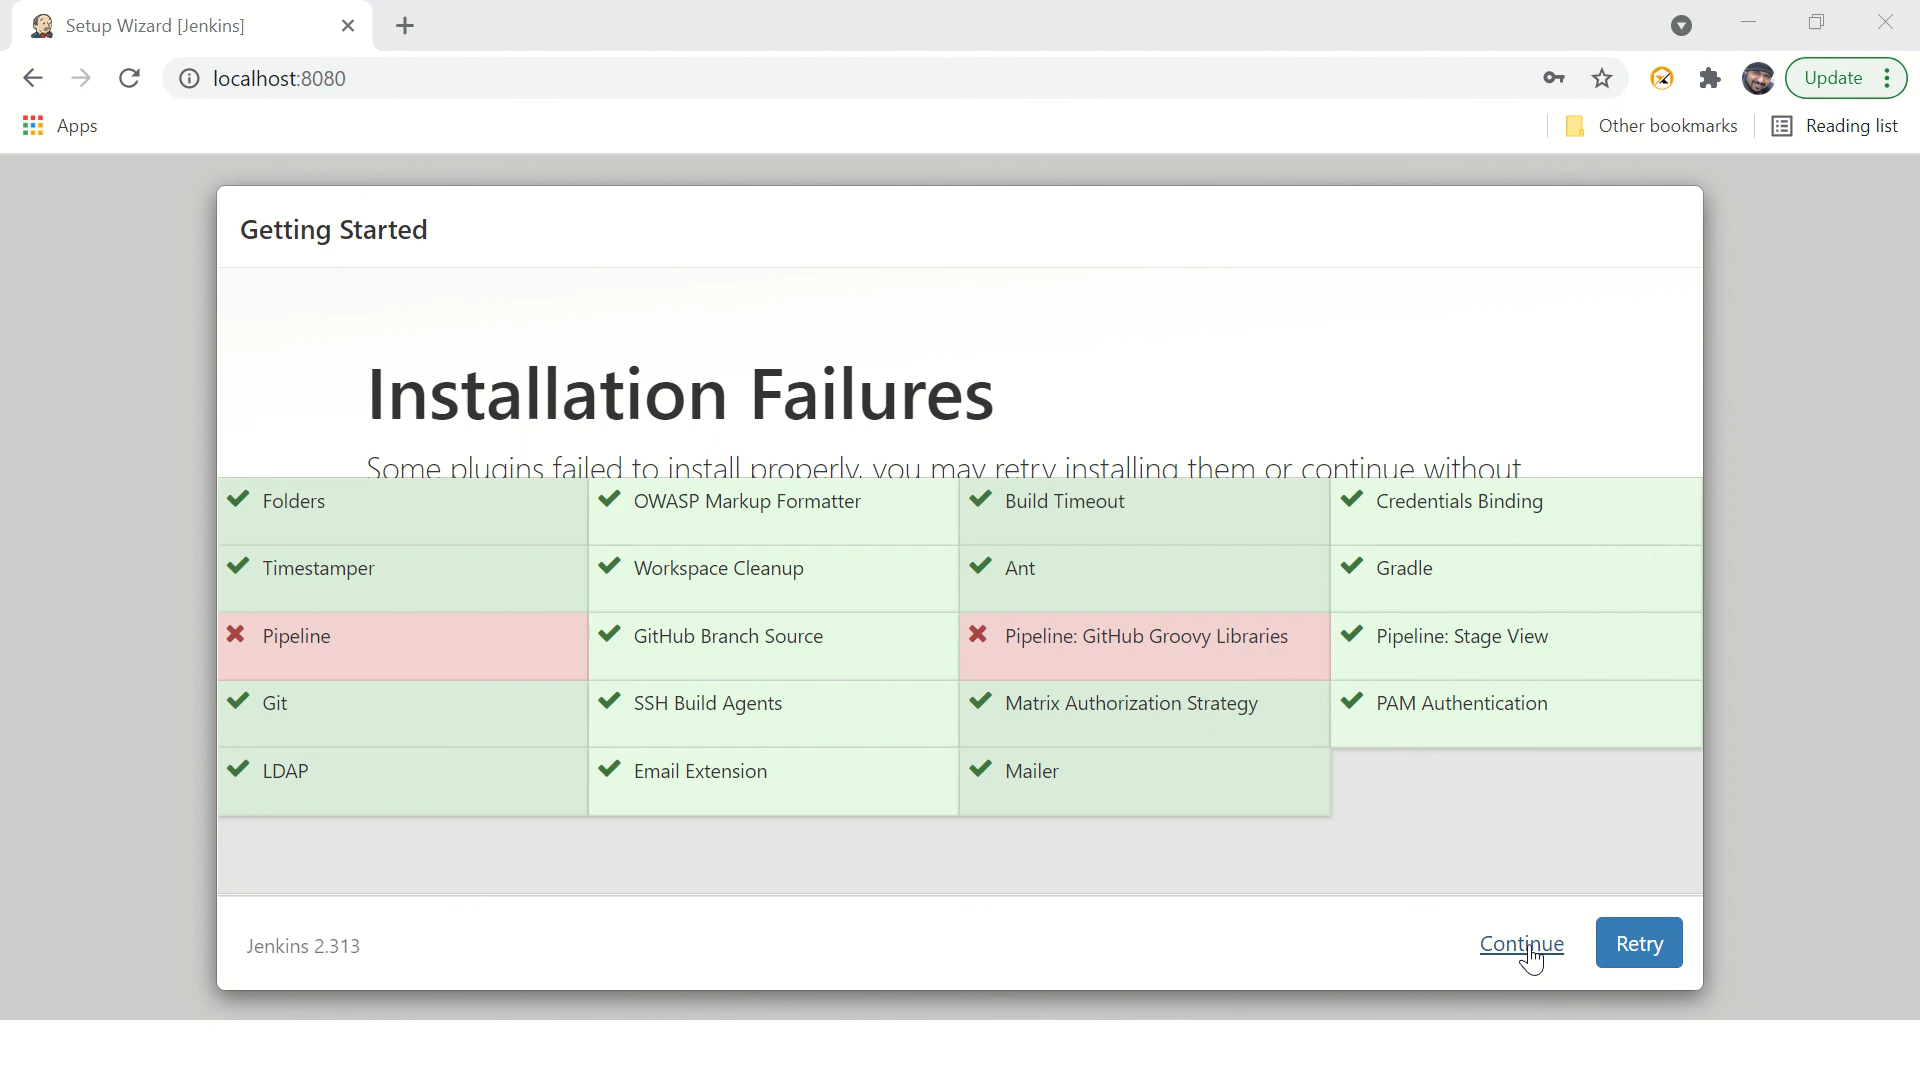 Setup Wizard [Jenkins]
localhost:8080
Update
Apps
Other bookmarks
Reading list
Getting Started
Installation Failures
Some plugins failed to install properly, you may retry installing them or continue without
Folders
OWASP Markup Formatter
Build Timeout
Credentials Binding
Timestamper
Workspace Cleanup
Ant
Gradle
Pipeline
GitHub Branch Source
Pipeline: GitHub Groovy Libraries
Pipeline: Stage View
Git
SSH Build Agents
Matrix Authorization Strategy
PAM Authentication
LDAP
Email Extension
Mailer
Jenkins 2.313
Continue
Retry